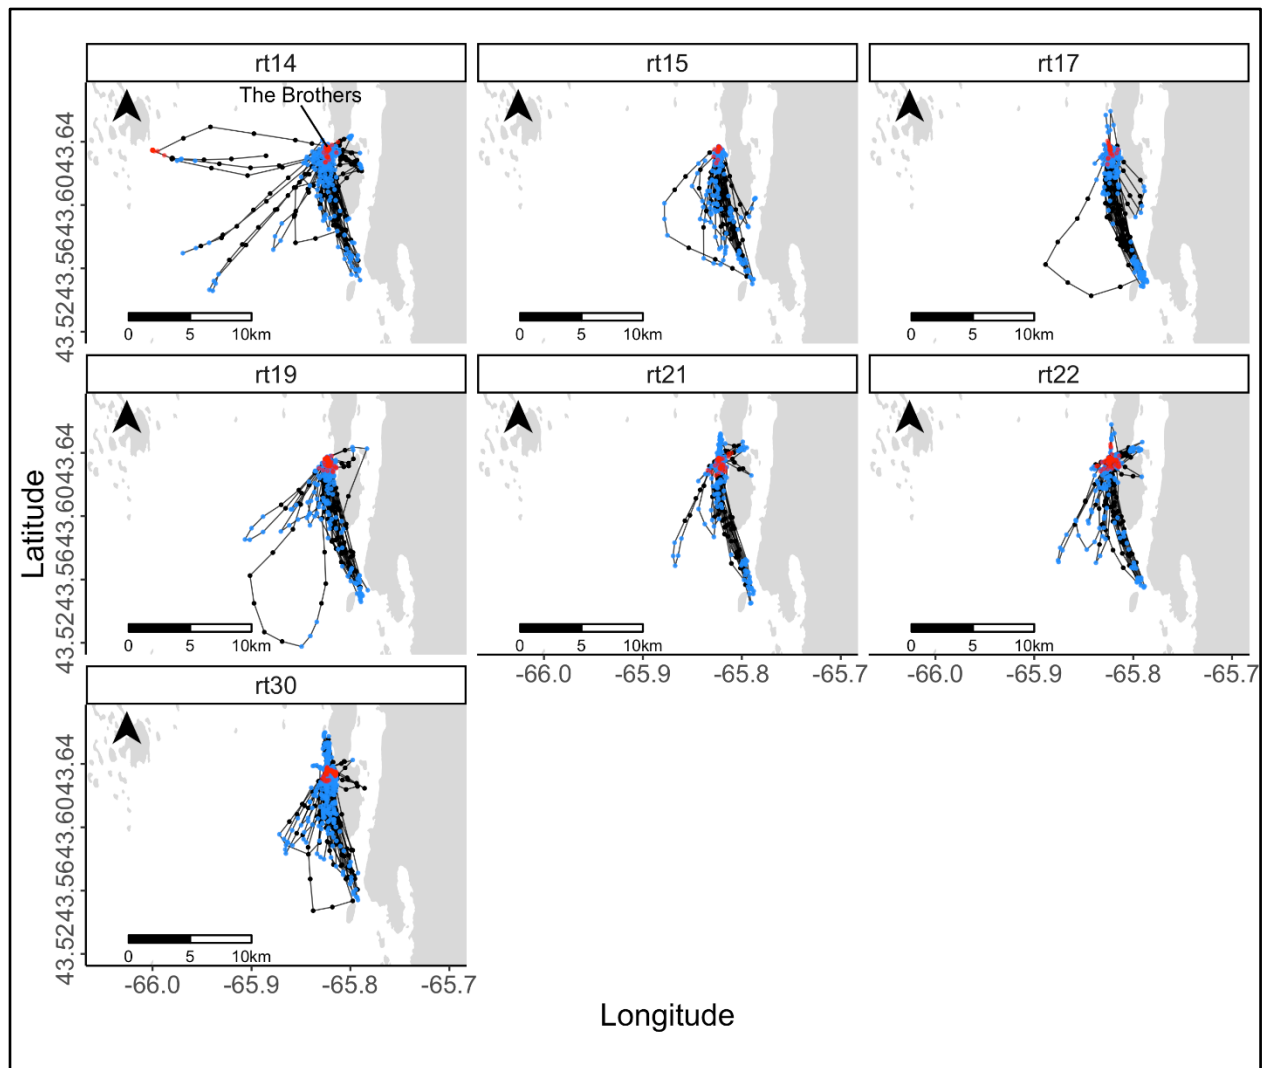 rt14
rt15
rt17
The Brothers
43.64
43.60
43.56
43.52
0 5 10km
0 5 10km
0 5 10km
rt19
rt21
rt22
43.64
43.60
43.56
43.52
0 5 10km
0 5 10km
0 5 10km
-66.0 -65.9 -65.8 -65.7
-66.0 -65.9 -65.8 -65.7
rt30
43.64
43.60
43.56
43.52
0 5 10km
-66.0 -65.9 -65.8 -65.7
Latitude
Longitude